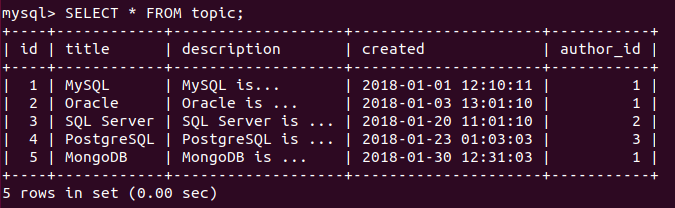 mysql> SELECT * FROM topic;
+----+------------+-------------------+---------------------+-----------+
| id | title      | description       | created             | author_id |
+----+------------+-------------------+---------------------+-----------+
|  1 | MySQL      | MySQL is...       | 2018-01-01 12:10:11 |         1 |
|  2 | Oracle     | Oracle is ...     | 2018-01-03 13:01:10 |         1 |
|  3 | SQL Server | SQL Server is ... | 2018-01-20 11:01:10 |         2 |
|  4 | PostgreSQL | PostgreSQL is ... | 2018-01-23 01:03:03 |         3 |
|  5 | MongoDB    | MongoDB is ...    | 2018-01-30 12:31:03 |         1 |
+----+------------+-------------------+---------------------+-----------+
5 rows in set (0.00 sec)